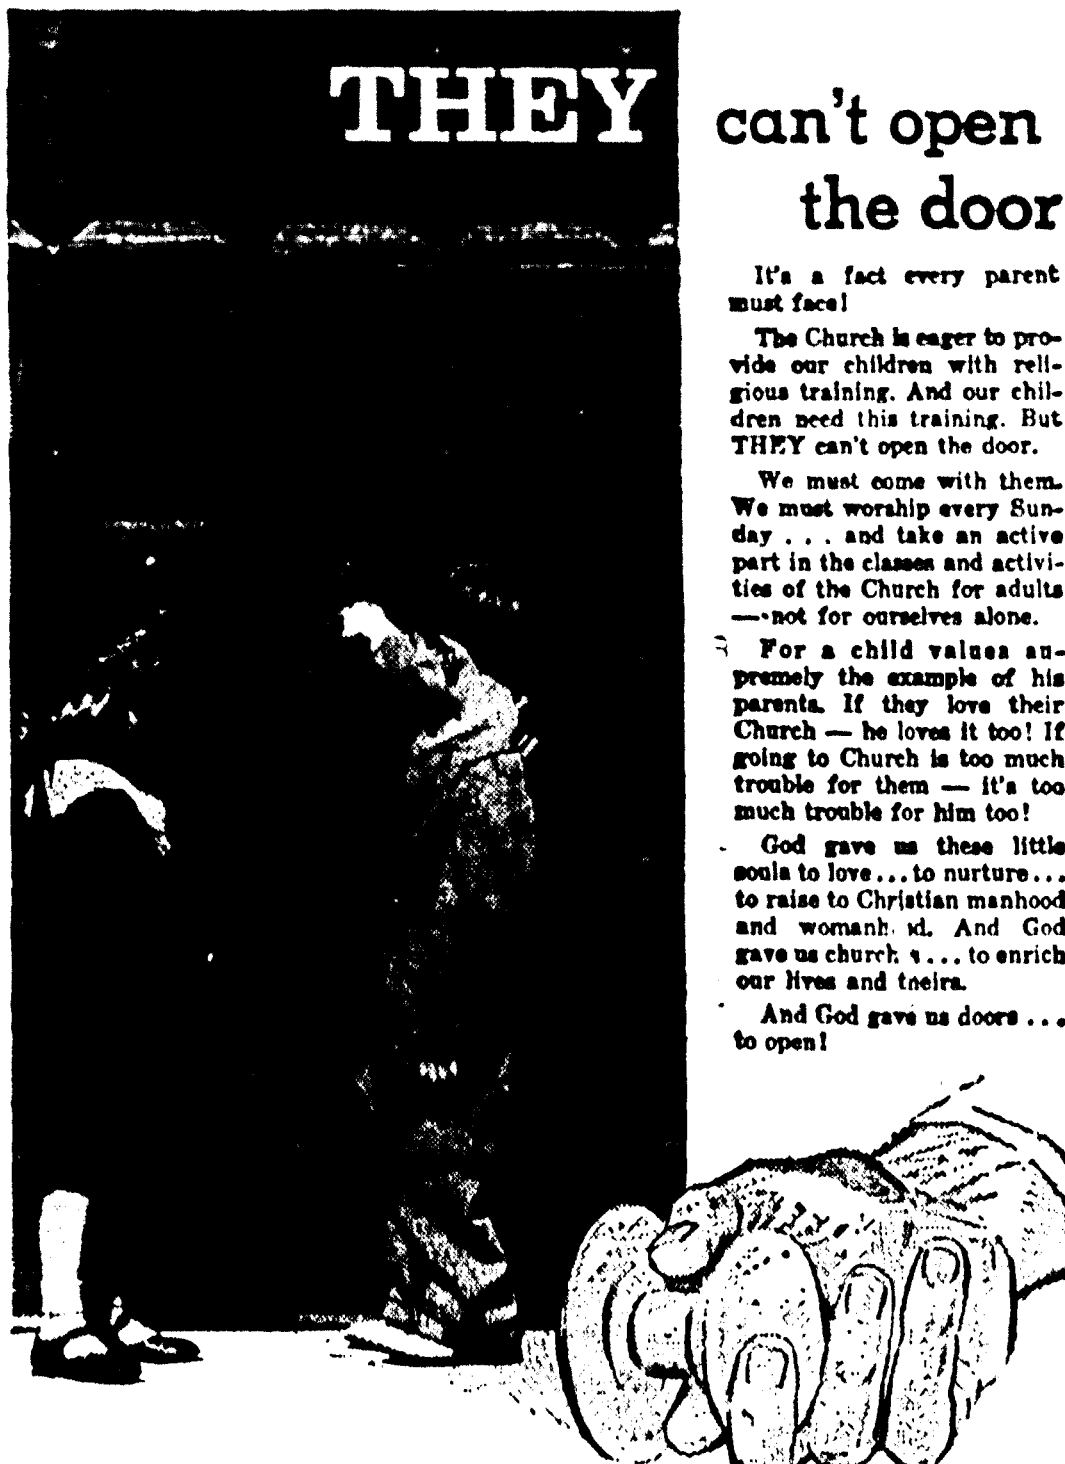 THEY can't open
the door
It's a fact every parent
must face!
The Church is eager to pro-
vide our children with reli-
gious training. And our chil-
dren need this training. But
THEY can't open the door.
We must come with them.
We must worship every Sun-
day . . . and take an active
part in the classes and activi-
ties of the Church for adults
— not for ourselves alone.
For a child values su-
premely the example of his
parents. If they love their
Church — he loves it too! If
going to Church is too much
trouble for them — it's too
much trouble for him too!
God gave us these little
souls to love...to nurture...
to raise to Christian manhood
and And God
gave us ... to enrich
our lives and theirs.
And God gave us doors ...
to open!